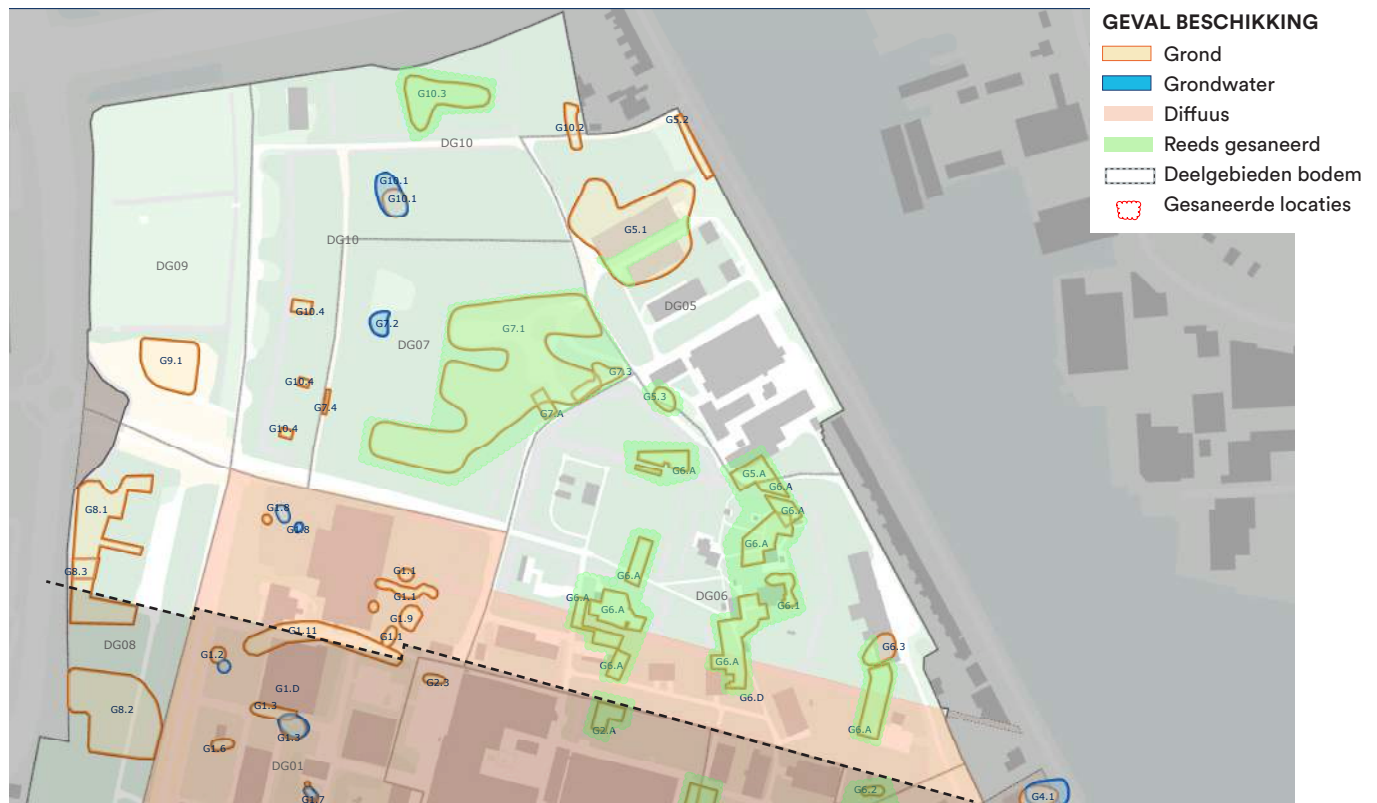 GEVAL BESCHIKKING
Grond
Grondwater
Diffuus
Reeds gesaneerd
Deelgebieden bodem
Gesaneerde locaties
G10.3
G10.2
G5.2
DG10
G10.1
G10.1
G5.1
DG10
DG09
DG05
G10.4
G7.2
G7.1
DG07
G9.1
G7.3
G10.4
G5.3
G7.4
G7.A
G10.4
G6.A
G5.A
G6.A
G8.1
G1.8
G6.A
G1.8
G6.A
G8.3
G1.1
G6.A
G1.1
G6.A
DG06
G6.1
G6.A
G1.9
G1.11
G1.1
DG08
G6.3
G1.2
G6.A
G6.A
G2.3
G1.D
G6.D
G1.3
G8.2
G2.A
G6.A
G1.3
G1.6
DG01
G6.2
G1.7
G4.1